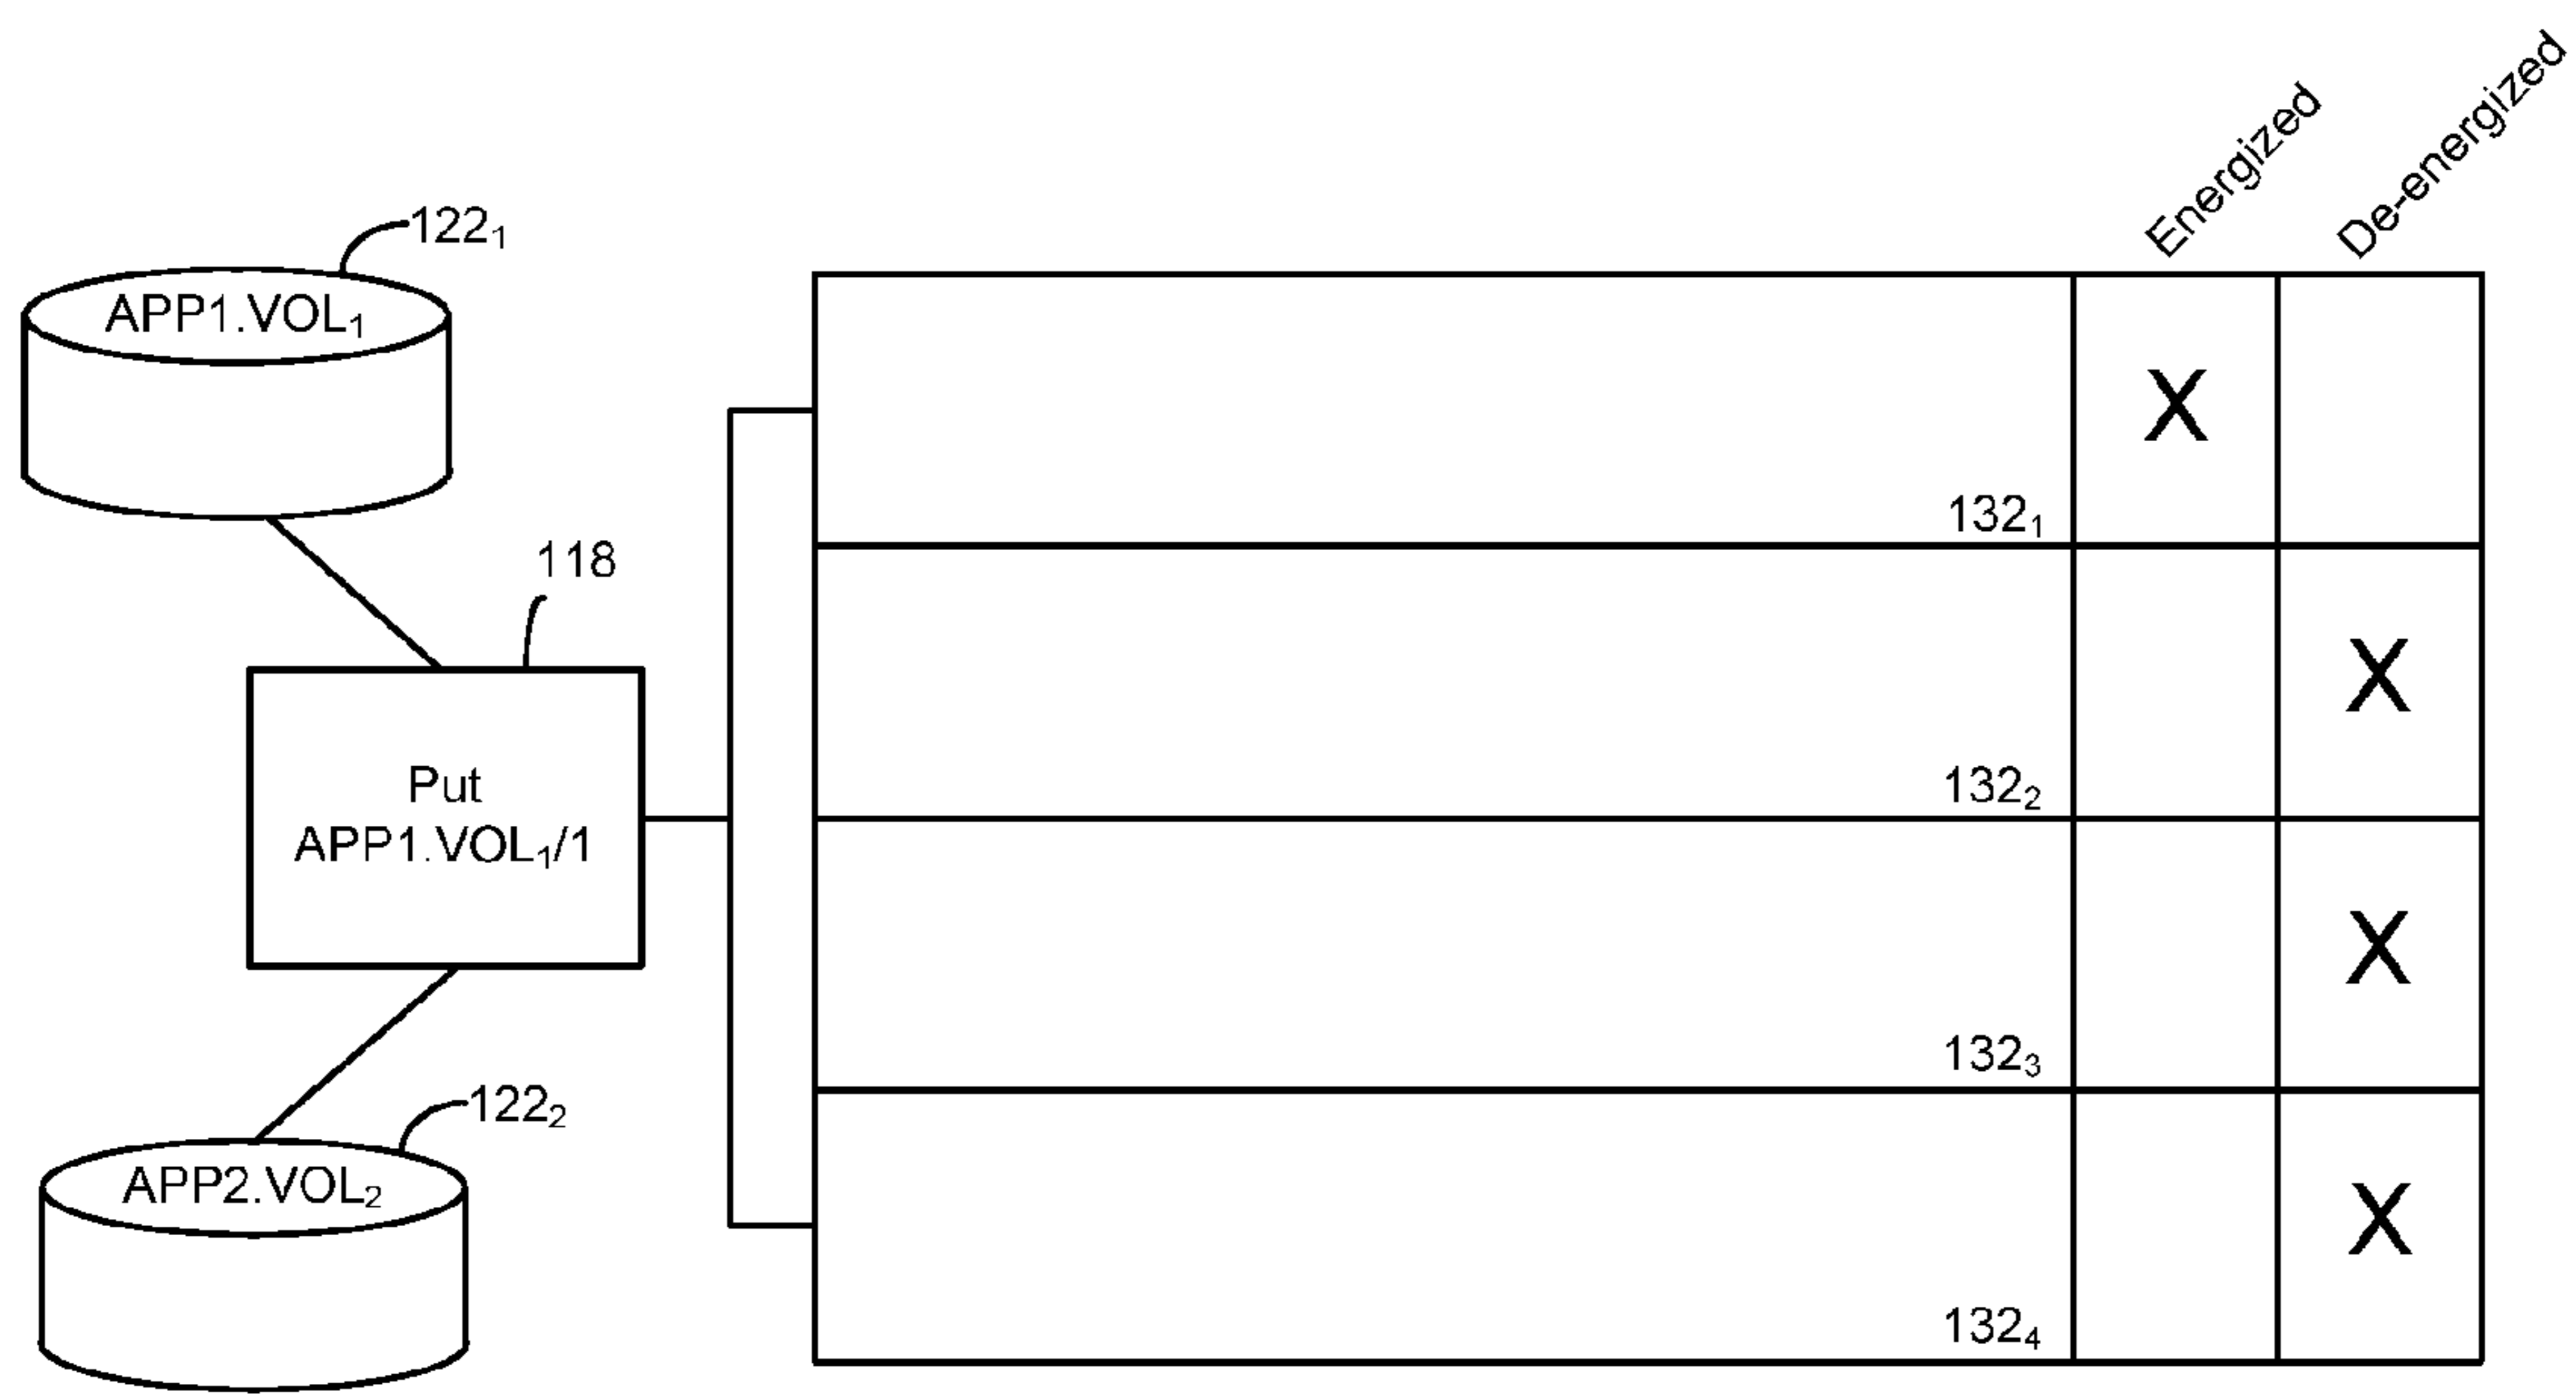 Energized
De-energized
122₁
APP1.VOL₁
X
132₁
118
X
Put
132₂
APP1.VOL₁/1
X
132₃
122₂
APP2.VOL₂
X
132₄